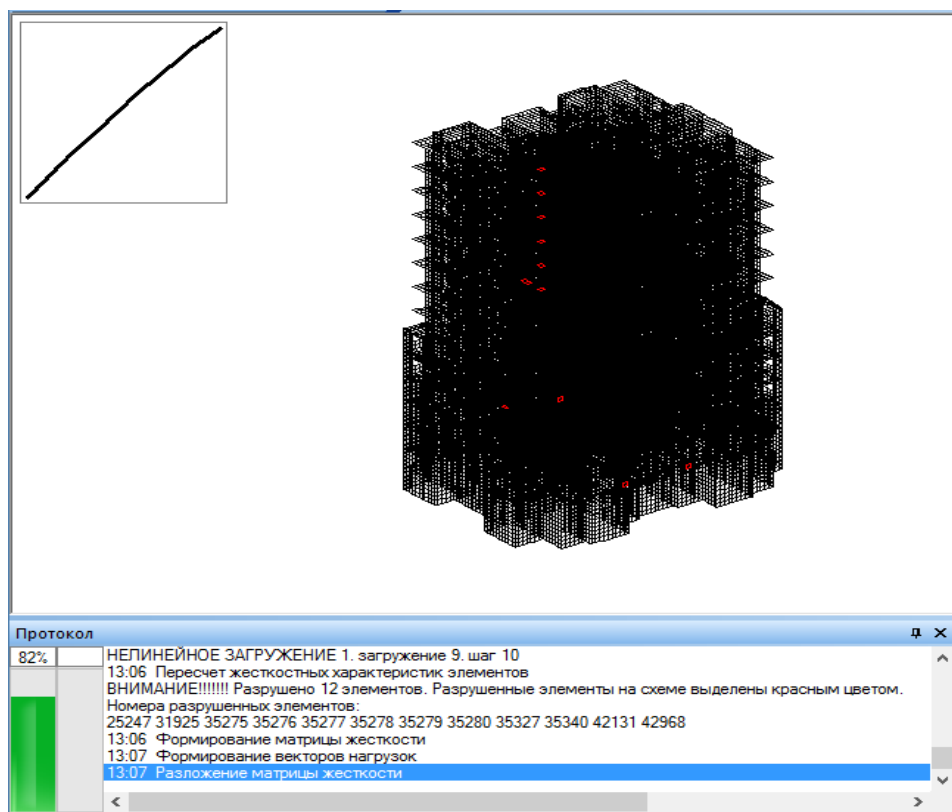 Протокол
82%
НЕЛИНЕЙНОЕ ЗАГРУЖЕНИЕ 1. загружение 9. шаг 10
13:06 Пересчет жесткостных характеристик элементов
ВНИМАНИЕ!!!!!!! Разрушено 12 элементов. Разрушенные элементы на схеме выделены красным цветом.
Номера разрушенных элементов:
25247 31925 35275 35276 35277 35278 35279 35280 35327 35340 42131 42968
13:06 Формирование матрицы жесткости
13:07 Формирование векторов нагрузок
13:07 Разложение матрицы жесткости